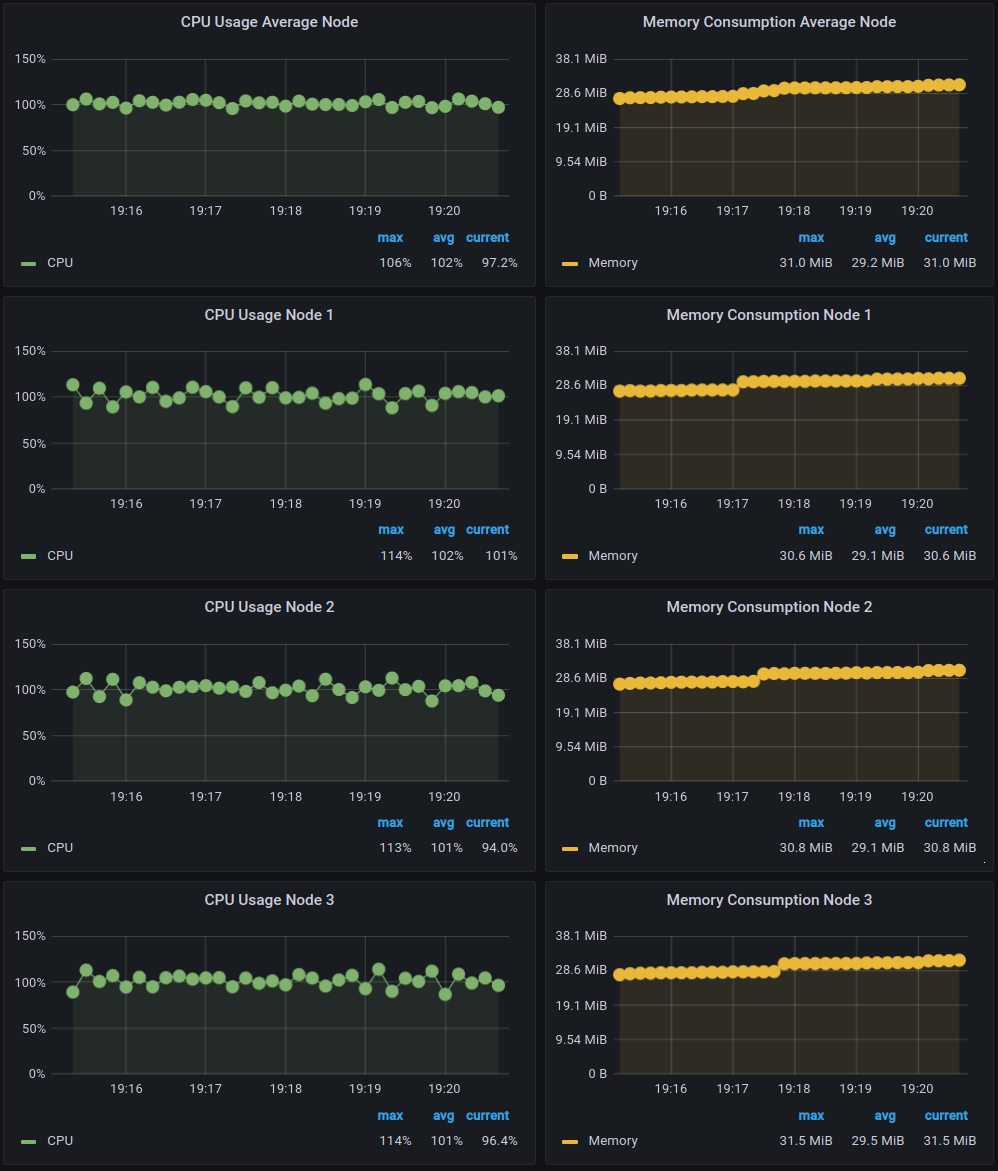 CPU Usage Average Node
150%
100%
50%
0%
19:16 19:17 19:18 19:19 19:20
max avg current
CPU 106% 102% 97.2%
Memory Consumption Average Node
38.1 MiB
28.6 MiB
19.1 MiB
9.54 MiB
0 B
19:16 19:17 19:18 19:19 19:20
max avg current
Memory 31.0 MiB 29.2 MiB 31.0 MiB
CPU Usage Node 1
150%
100%
50%
0%
19:16 19:17 19:18 19:19 19:20
max avg current
CPU 114% 102% 101%
Memory Consumption Node 1
38.1 MiB
28.6 MiB
19.1 MiB
9.54 MiB
0 B
19:16 19:17 19:18 19:19 19:20
max avg current
Memory 30.6 MiB 29.1 MiB 30.6 MiB
CPU Usage Node 2
150%
100%
50%
0%
19:16 19:17 19:18 19:19 19:20
max avg current
CPU 113% 101% 94.0%
Memory Consumption Node 2
38.1 MiB
28.6 MiB
19.1 MiB
9.54 MiB
0 B
19:16 19:17 19:18 19:19 19:20
max avg current
Memory 30.8 MiB 29.1 MiB 30.8 MiB
CPU Usage Node 3
150%
100%
50%
0%
19:16 19:17 19:18 19:19 19:20
max avg current
CPU 114% 101% 96.4%
Memory Consumption Node 3
38.1 MiB
28.6 MiB
19.1 MiB
9.54 MiB
0 B
19:16 19:17 19:18 19:19 19:20
max avg current
Memory 31.5 MiB 29.5 MiB 31.5 MiB